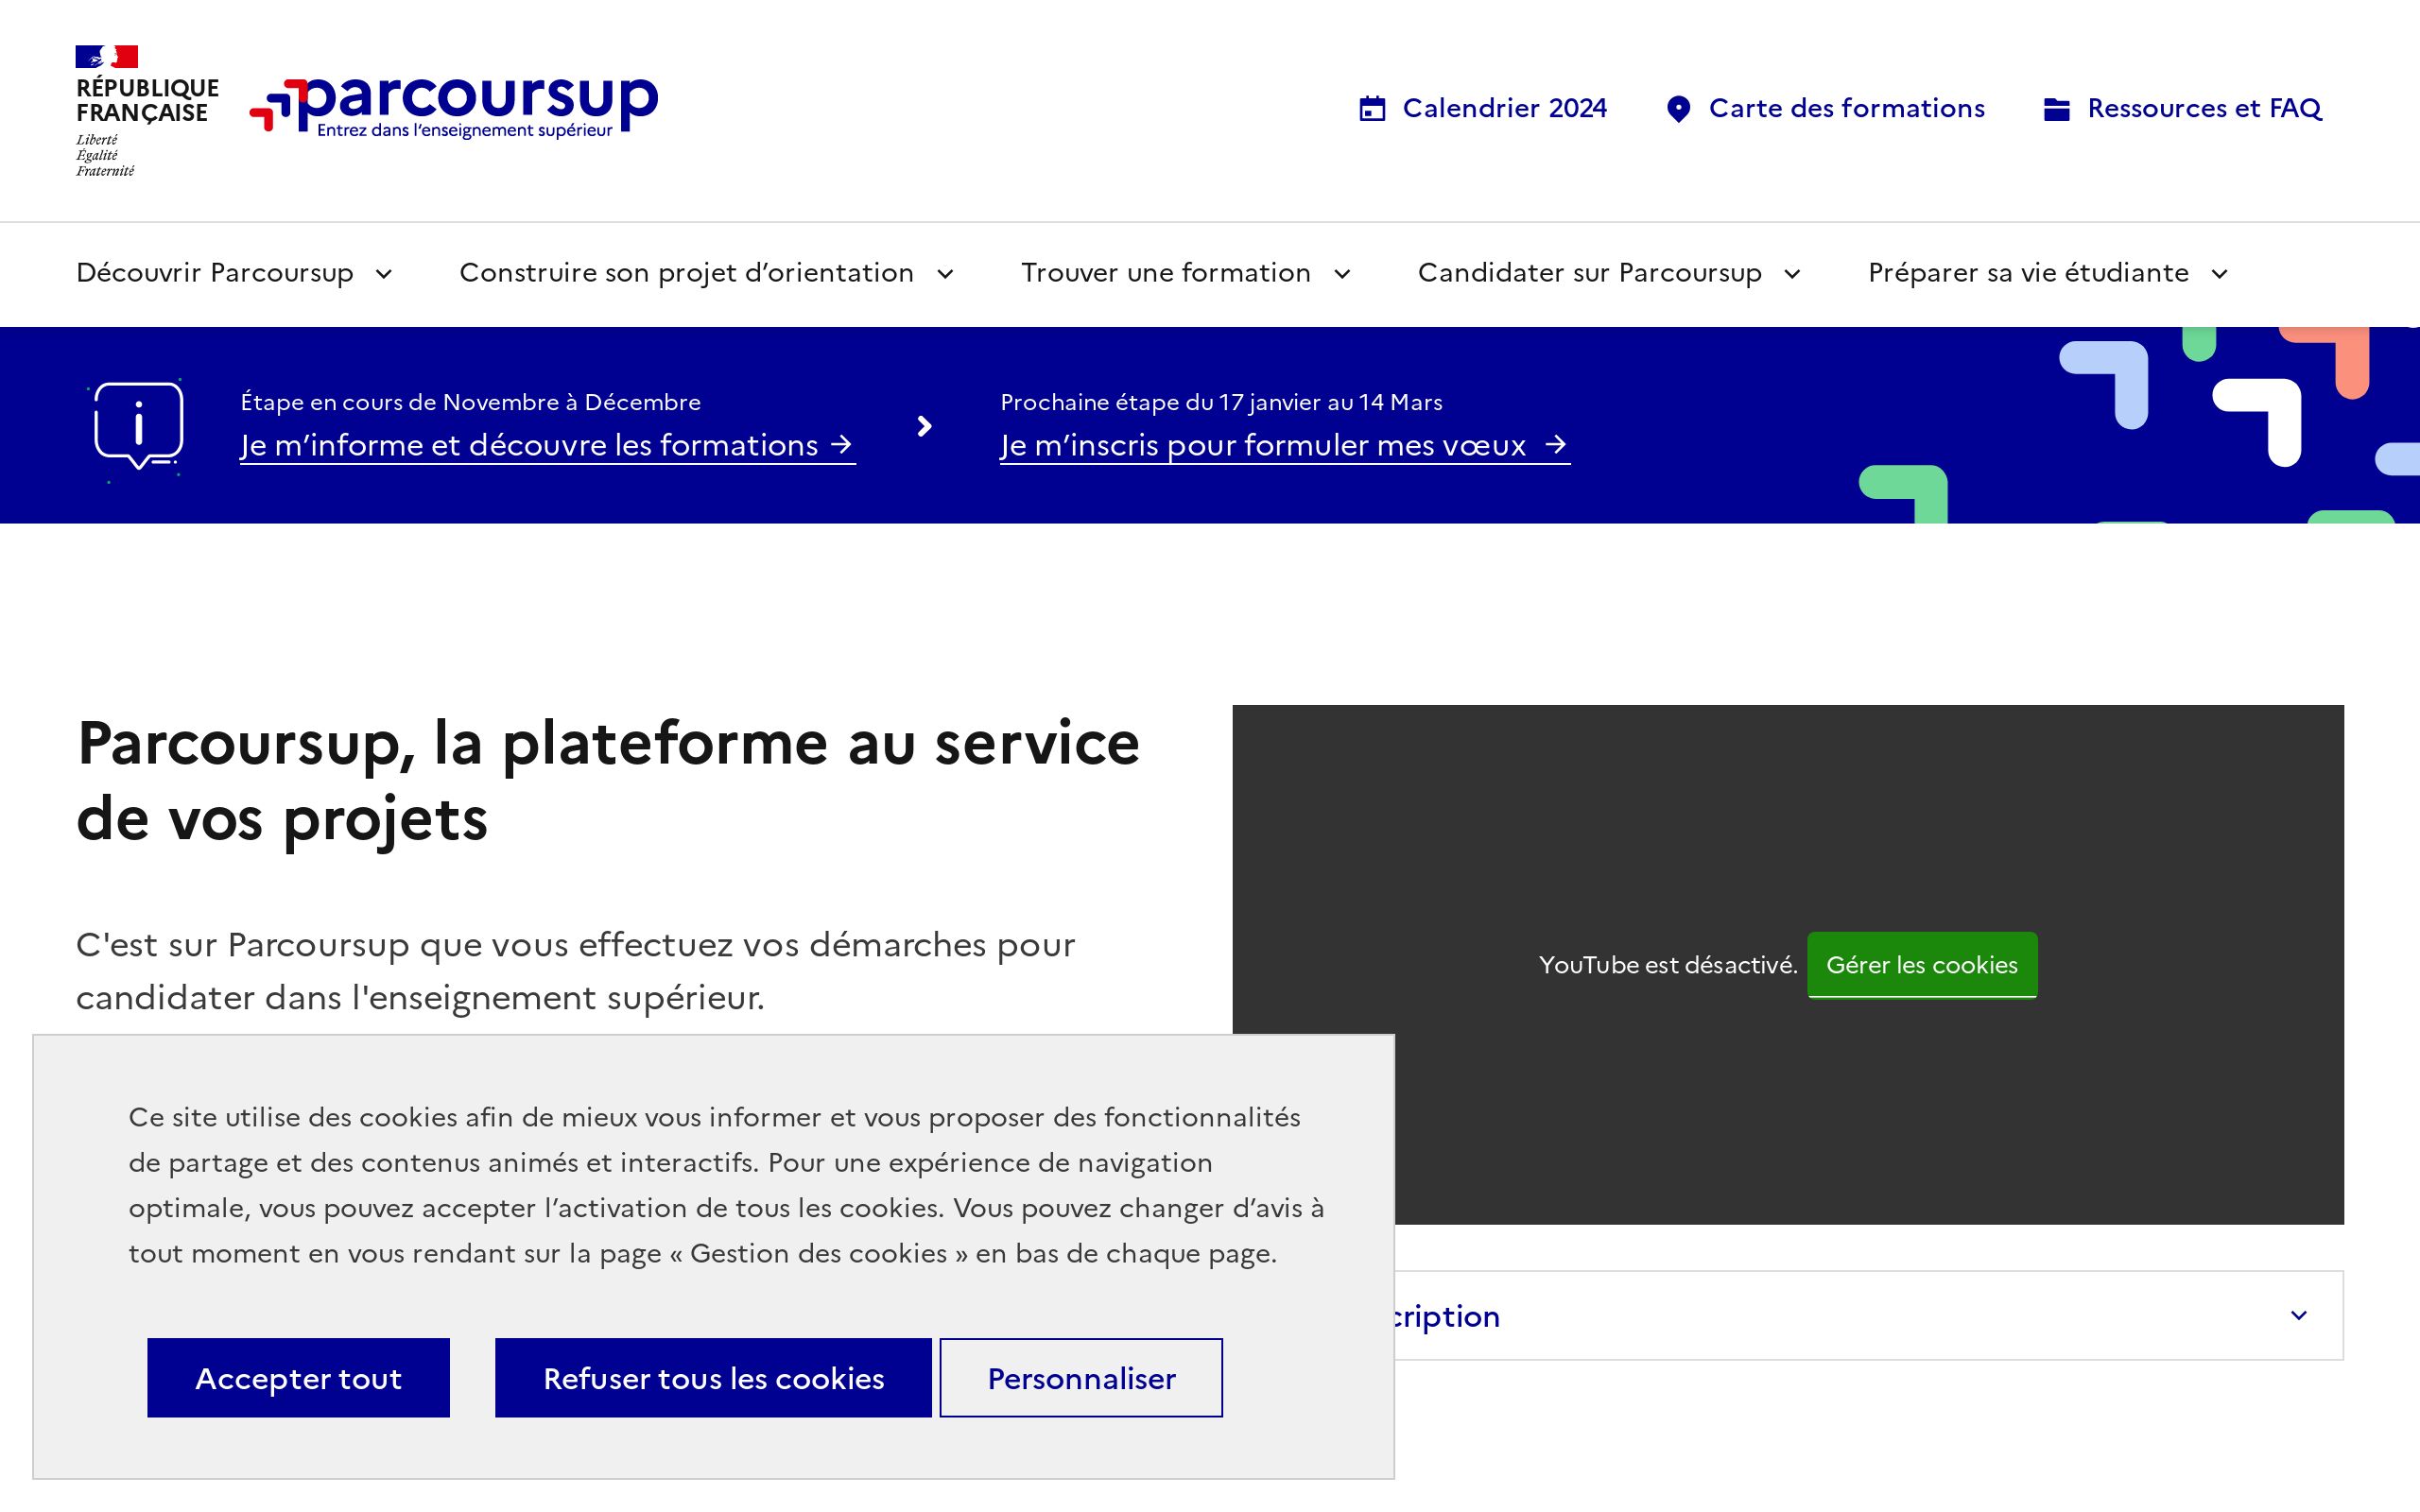 RÉPUBLIQUE
FRANÇAISE
Liberté
Égalité
Fraternité
parcoursup
Entrez dans l'enseignement supérieur
Calendrier 2024
Carte des formations
Ressources et FAQ
Découvrir Parcoursup
Construire son projet d’orientation
Trouver une formation
Candidater sur Parcoursup
Préparer sa vie étudiante
Étape en cours de Novembre à Décembre
Je m’informe et découvre les formations
Prochaine étape du 17 janvier au 14 Mars
Je m’inscris pour formuler mes vœux
Parcoursup, la plateforme au service
de vos projets
C'est sur Parcoursup que vous effectuez vos démarches pour
candidater dans l'enseignement supérieur.
YouTube est désactivé. Gérer les cookies
cription
Ce site utilise des cookies afin de mieux vous informer et vous proposer des fonctionnalités
de partage et des contenus animés et interactifs. Pour une expérience de navigation
optimale, vous pouvez accepter l’activation de tous les cookies. Vous pouvez changer d’avis à
tout moment en vous rendant sur la page « Gestion des cookies » en bas de chaque page.
Accepter tout
Refuser tous les cookies
Personnaliser